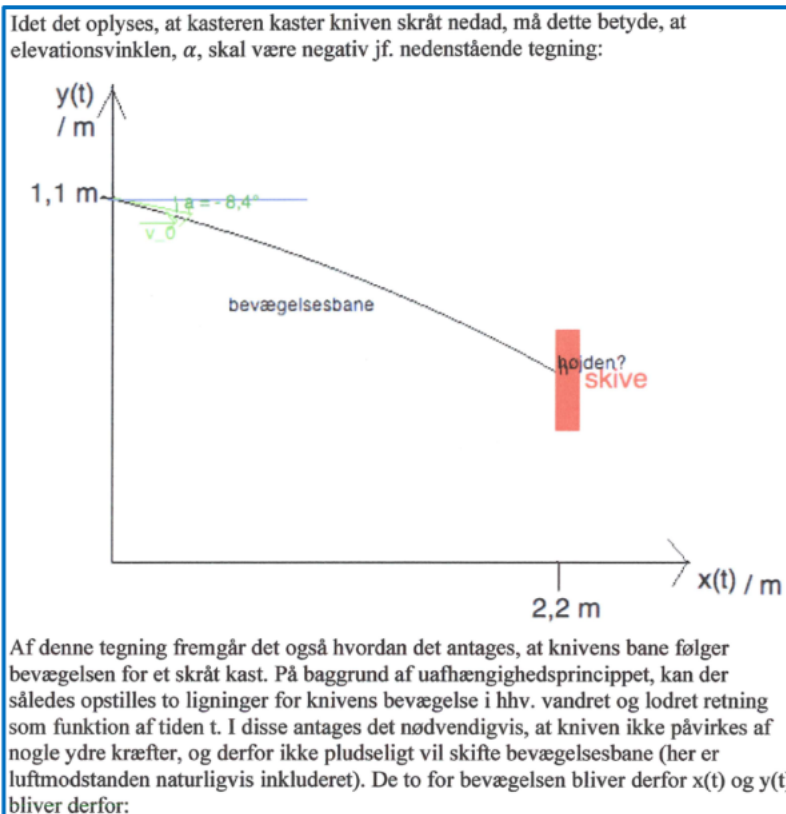 Idet det oplyses, at kasteren kaster kniven skråt nedad, må dette betyde, at
elevationsvinklen, α, skal være negativ jf. nedenstående tegning:
y(t)
/ m
1,1 m
a = - 8,4°
v_0
bevægelsesbane
højden?
skive
x(t) / m
2,2 m
Af denne tegning fremgår det også hvordan det antages, at knivens bane følger
bevægelsen for et skråt kast. På baggrund af uafhængighedsprincippet, kan der
således opstilles to ligninger for knivens bevægelse i hhv. vandret og lodret retning
som funktion af tiden t. I disse antages det nødvendigvis, at kniven ikke påvirkes af
nogle ydre kræfter, og derfor ikke pludseligt vil skifte bevægelsesbane (her er
luftmodstanden naturligvis inkluderet). De to for bevægelsen bliver derfor x(t) og y(t)
bliver derfor: